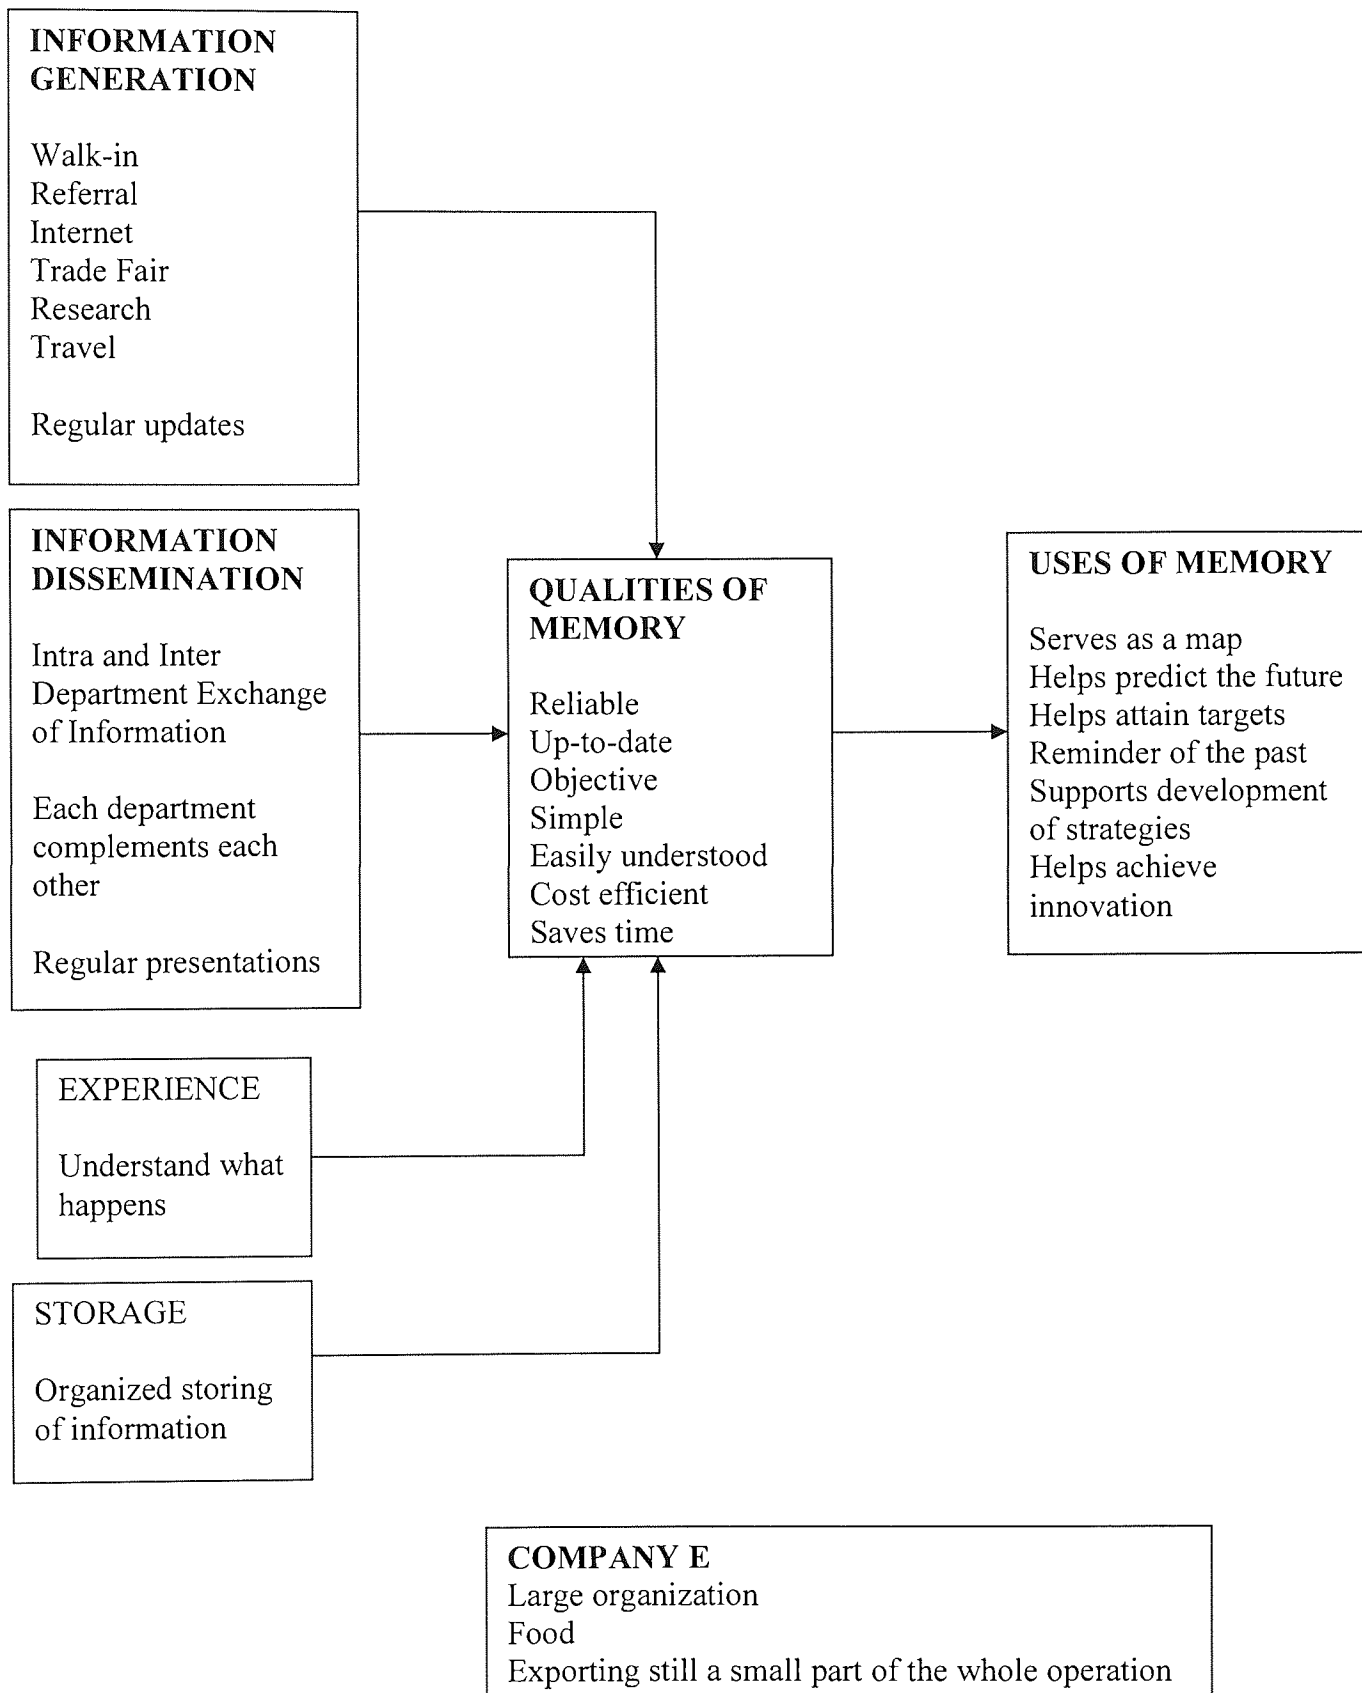 INFORMATION
GENERATION
Walk-in
Referral
Internet
Trade Fair
Research
Travel
Regular updates
INFORMATION
DISSEMINATION
Intra and Inter
Department Exchange
of Information
Each department
complements each
other
Regular presentations
EXPERIENCE
Understand what
happens
STORAGE
Organized storing
of information
QUALITIES OF
MEMORY
Reliable
Up-to-date
Objective
Simple
Easily understood
Cost efficient
Saves time
USES OF MEMORY
Serves as a map
Helps predict the future
Helps attain targets
Reminder of the past
Supports development
of strategies
Helps achieve
innovation
COMPANY E
Large organization
Food
Exporting still a small part of the whole operation